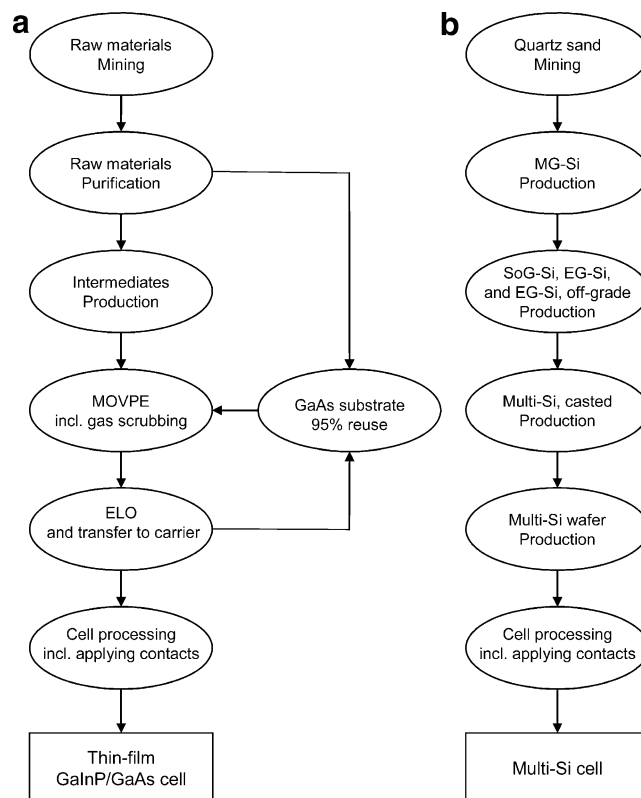 a
Raw materials
Mining
Raw materials
Purification
Intermediates
Production
MOVPE
incl. gas scrubbing
GaAs substrate
95% reuse
ELO
and transfer to carrier
Cell processing
incl. applying contacts
Thin-film
GaInP/GaAs cell
b
Quartz sand
Mining
MG-Si
Production
SoG-Si, EG-Si,
and EG-Si, off-grade
Production
Multi-Si, casted
Production
Multi-Si wafer
Production
Cell processing
incl. applying contacts
Multi-Si cell